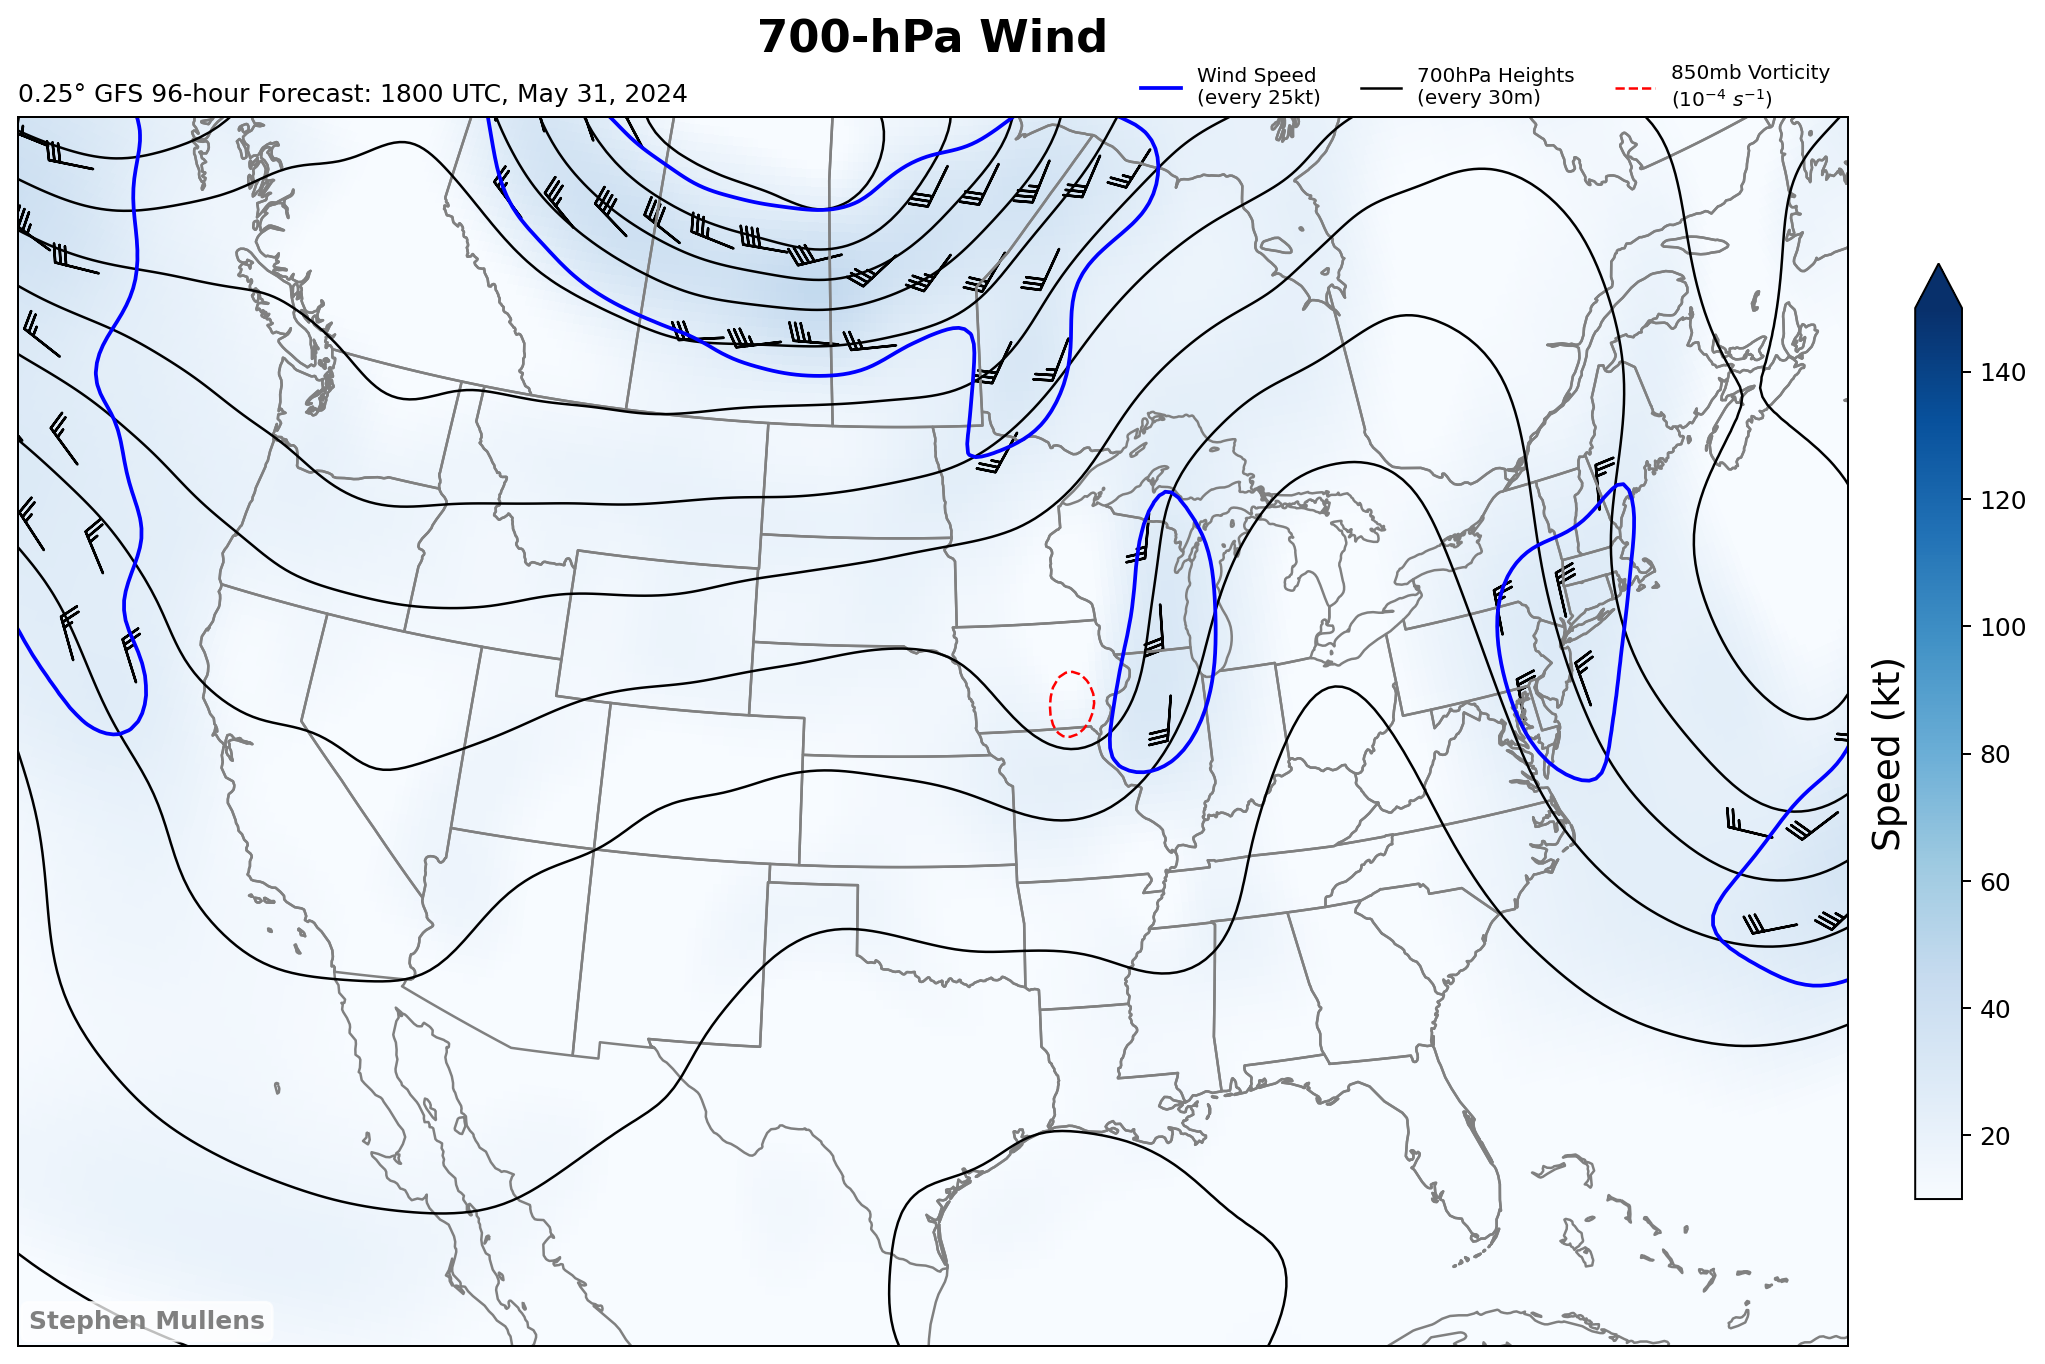 700-hPa Wind
0.25° GFS 96-hour Forecast: 1800 UTC, May 31, 2024
Wind Speed
(every 25kt)
700hPa Heights
(every 30m)
850mb Vorticity
(10⁻⁴ s⁻¹)
140
120
100
80
60
40
20
Speed (kt)
Stephen Mullens